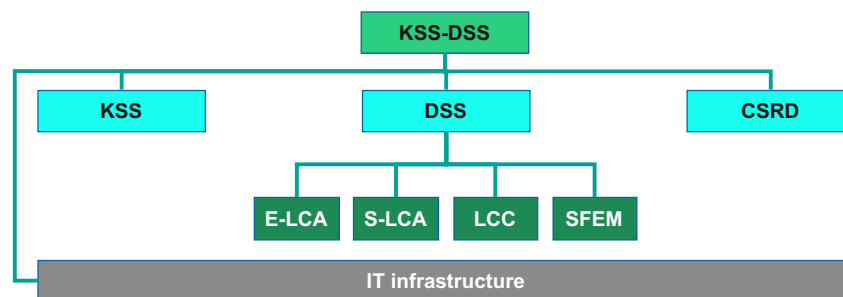 KSS-DSS
KSS
DSS
CSRD
E-LCA
S-LCA
LCC
SFEM
IT infrastructure